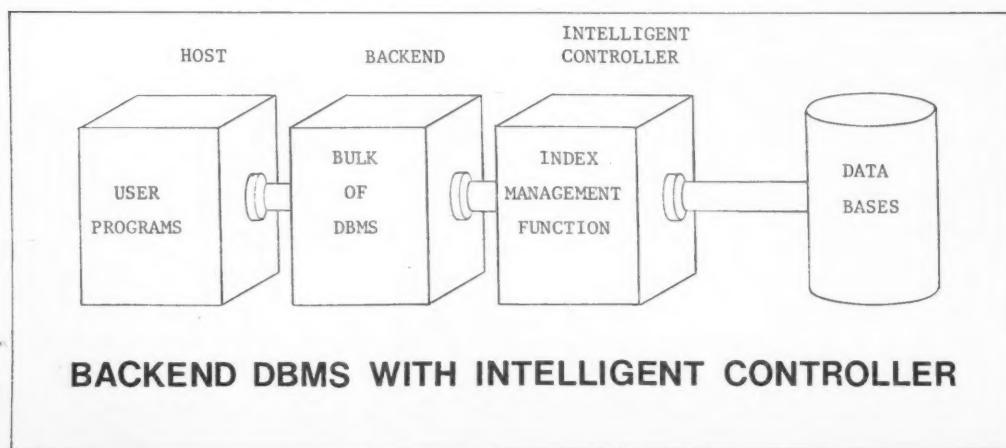 HOST
BACKEND
INTELLIGENT
CONTROLLER
USER
PROGRAMS
BULK
OF
DBMS
INDEX
MANAGEMENT
FUNCTION
DATA
BASES
BACKEND DBMS WITH INTELLIGENT CONTROLLER